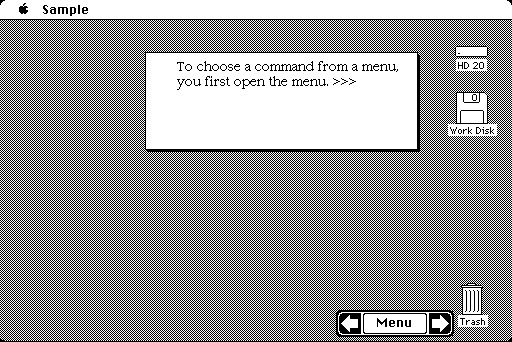 Sample
To choose a command from a menu,
you first open the menu. >>>
HD 20
Work Disk
Menu
Trash